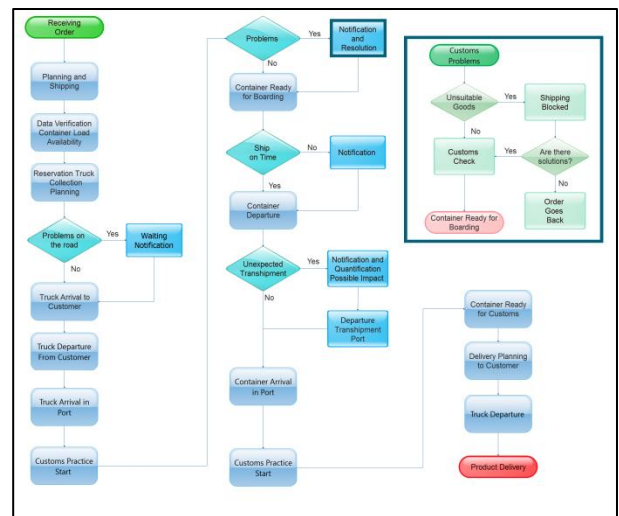 Receiving
Order
Planning and
Shipping
Data Verification
Container Load
Availability
Reservation Truck
Collection
Planning
Problems on
the road
Yes
Waiting
Notification
No
Truck Arrival to
Customer
Truck Departure
From Customer
Truck Arrival in
Port
Customs Practice
Start
Problems
Yes
Notification
and
Resolution
No
Container Ready
for Boarding
Ship
on Time
No
Notification
Yes
Container
Departure
Unexpected
Transhipment
Yes
Notification and
Quantification
Possible Impact
No
Departure
Transhipment
Port
Container Arrival
in Port
Customs Practice
Start
Customs
Problems
Unsuitable
Goods
Yes
Shipping
Blocked
No
Customs
Check
Yes
Are there
solutions?
No
Container Ready for
Boarding
Order
Goes
Back
Container Ready
for Customs
Delivery Planning
to Customer
Truck Departure
Product Delivery